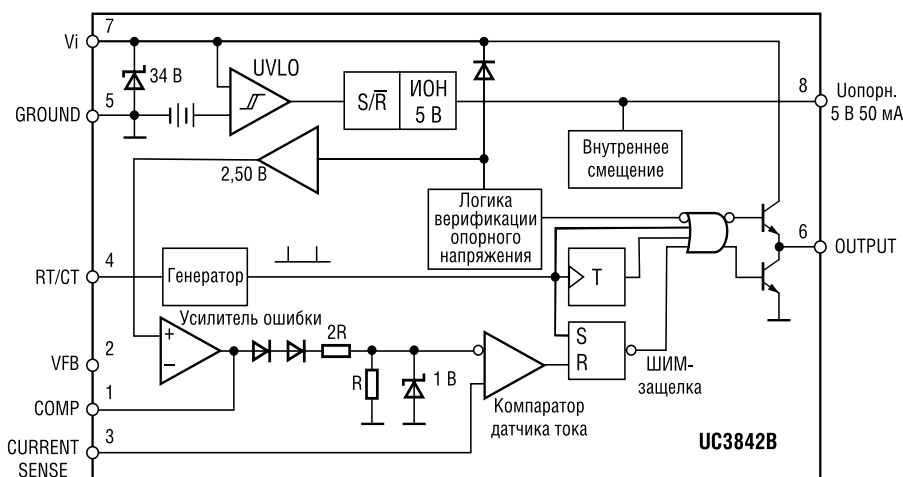 7
Vi
34 В
UVLO
5
GROUND
S/R
ИОН
5 В
8
Uопорн.
5 В 50 мА
Внутреннее
смещение
2,50 В
Логика
верификации
опорного
напряжения
6
OUTPUT
4
RT/CT
Генератор
T
Усилитель ошибки
+
−
2R
R
1 В
S
R
ШИМ-
защелка
2
VFB
1
COMP
Компаратор
датчика тока
3
CURRENT
SENSE
UC3842B